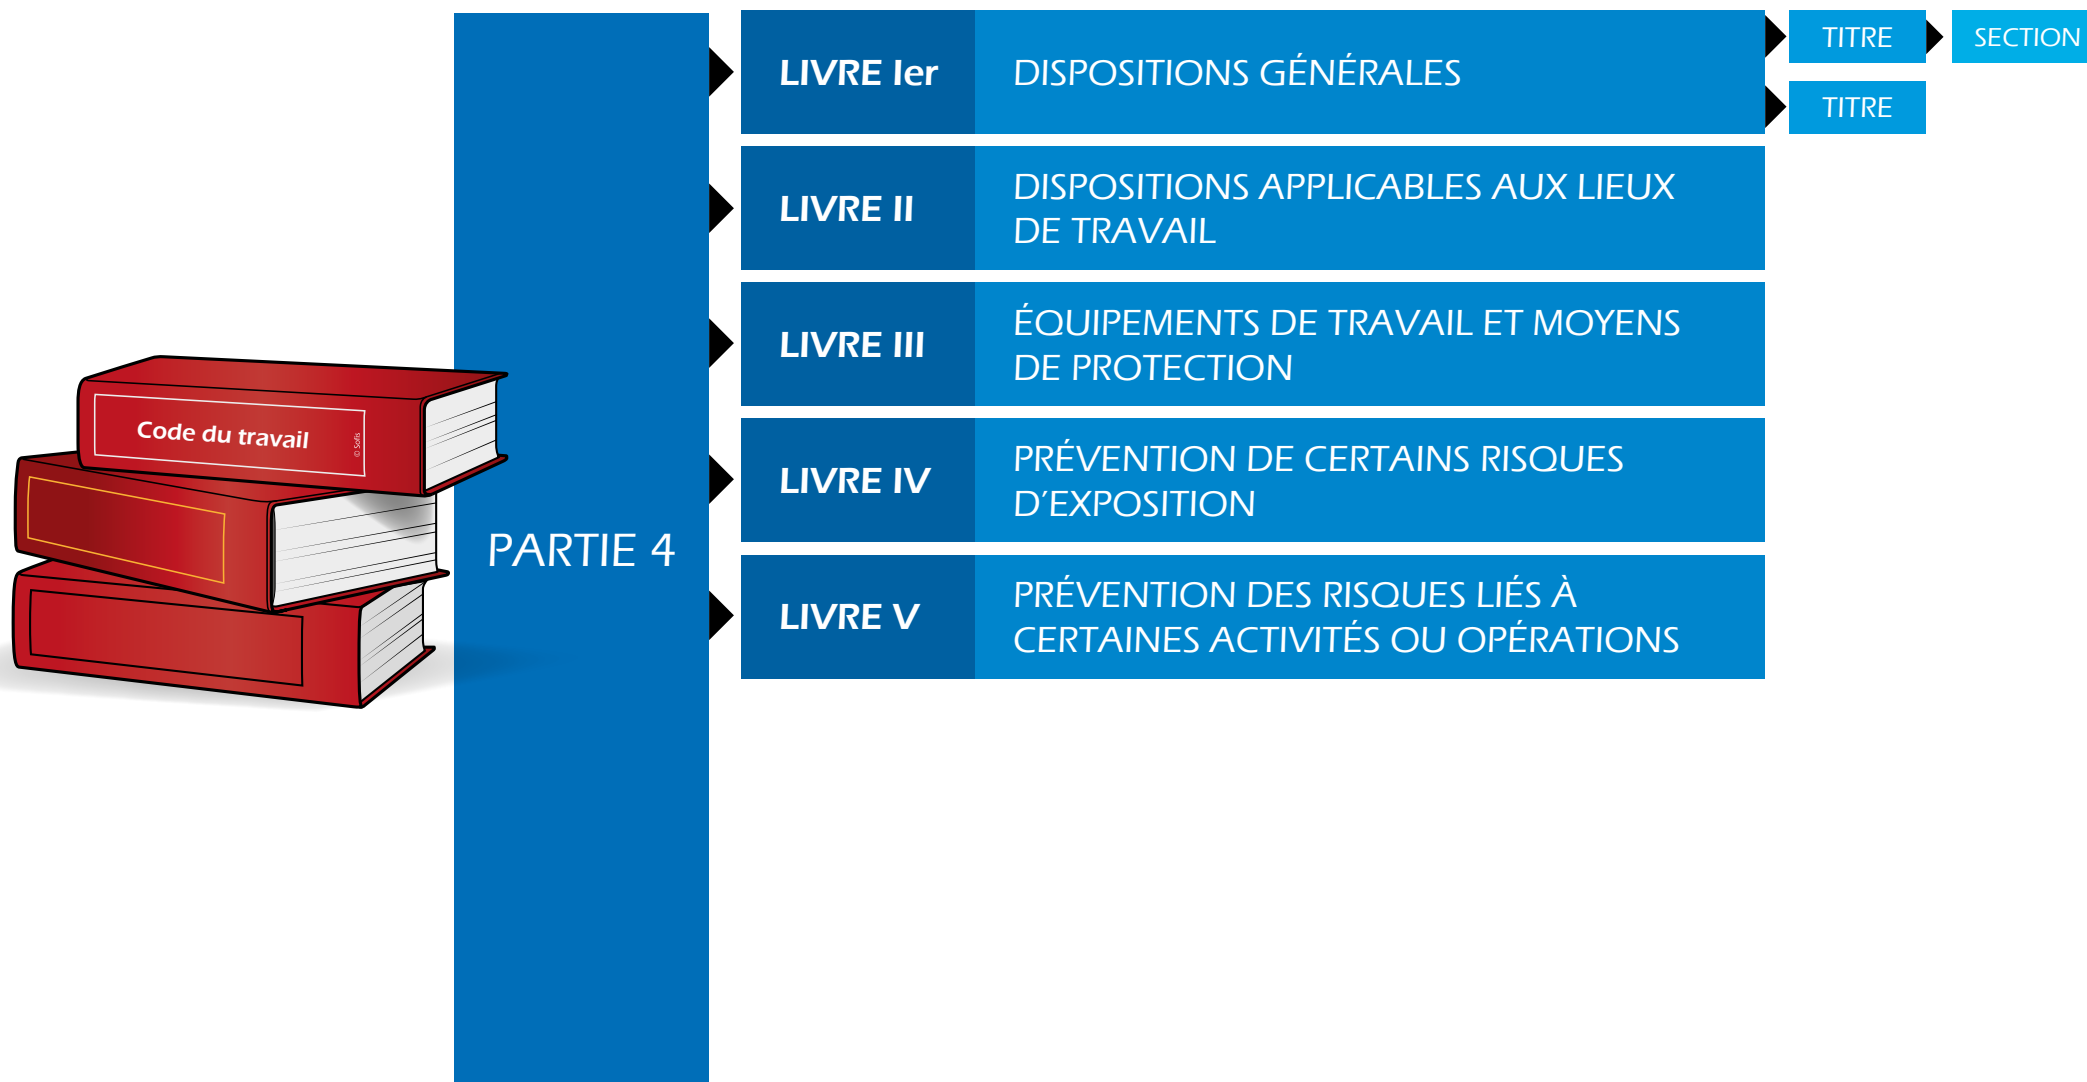 Code du travail
© Sofis
PARTIE 4
LIVRE Ier
DISPOSITIONS GÉNÉRALES
TITRE
SECTION
TITRE
LIVRE II
DISPOSITIONS APPLICABLES AUX LIEUX
DE TRAVAIL
LIVRE III
ÉQUIPEMENTS DE TRAVAIL ET MOYENS
DE PROTECTION
LIVRE IV
PRÉVENTION DE CERTAINS RISQUES
D’EXPOSITION
LIVRE V
PRÉVENTION DES RISQUES LIÉS À
CERTAINES ACTIVITÉS OU OPÉRATIONS